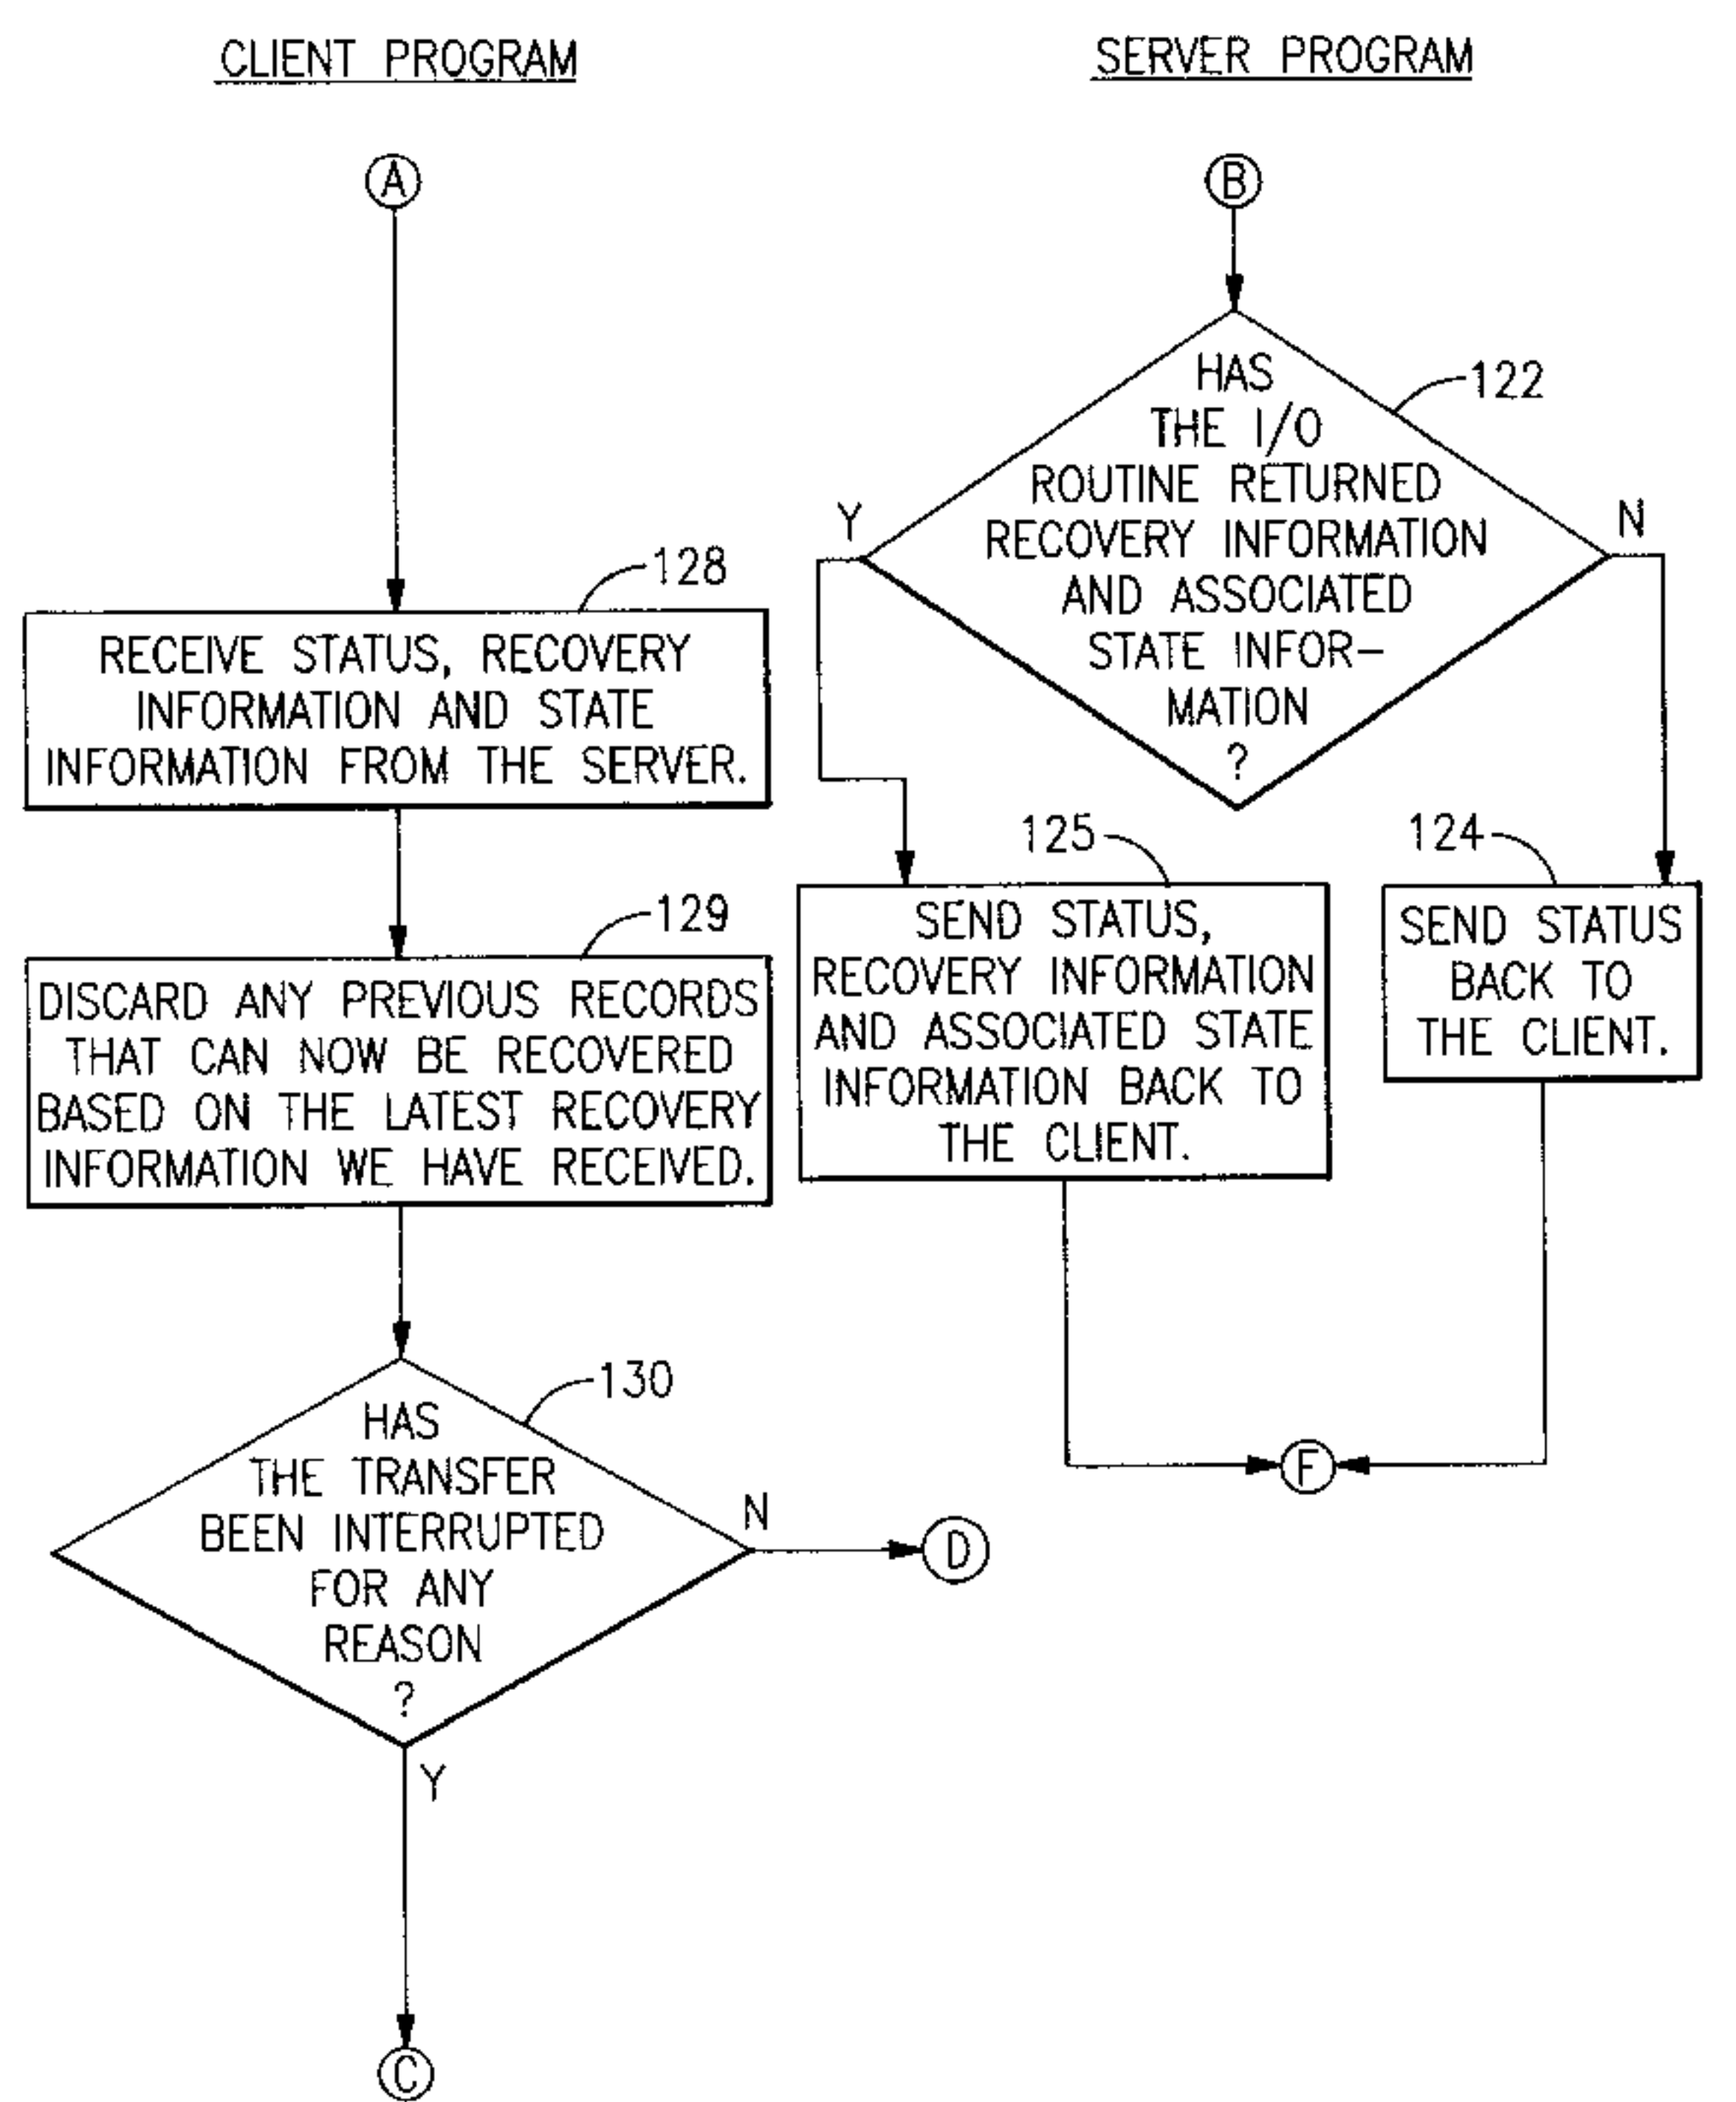 CLIENT PROGRAM
A
128
RECEIVE STATUS, RECOVERY
INFORMATION AND STATE
INFORMATION FROM THE SERVER.
129
DISCARD ANY PREVIOUS RECORDS
THAT CAN NOW BE RECOVERED
BASED ON THE LATEST RECOVERY
INFORMATION WE HAVE RECEIVED.
130
HAS
THE TRANSFER
BEEN INTERRUPTED
FOR ANY
REASON
?
N
D
Y
C
SERVER PROGRAM
B
122
HAS
THE I/O
ROUTINE RETURNED
RECOVERY INFORMATION
AND ASSOCIATED
STATE INFOR-
MATION
?
Y
N
125
SEND STATUS,
RECOVERY INFORMATION
AND ASSOCIATED STATE
INFORMATION BACK TO
THE CLIENT.
124
SEND STATUS
BACK TO
THE CLIENT.
F